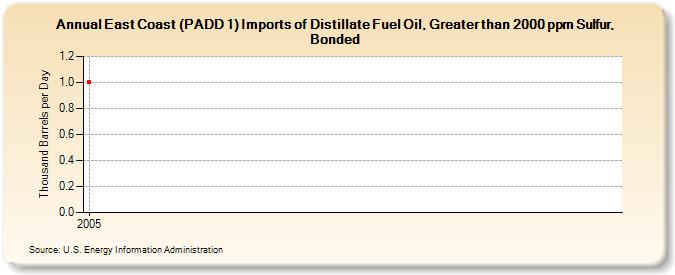 Annual East Coast (PADD 1) Imports of Distillate Fuel Oil, Greater than 2000 ppm Sulfur,
Bonded
Thousand Barrels per Day
1.2
1.0
0.8
0.6
0.4
0.2
0.0
2005
Source: U.S. Energy Information Administration